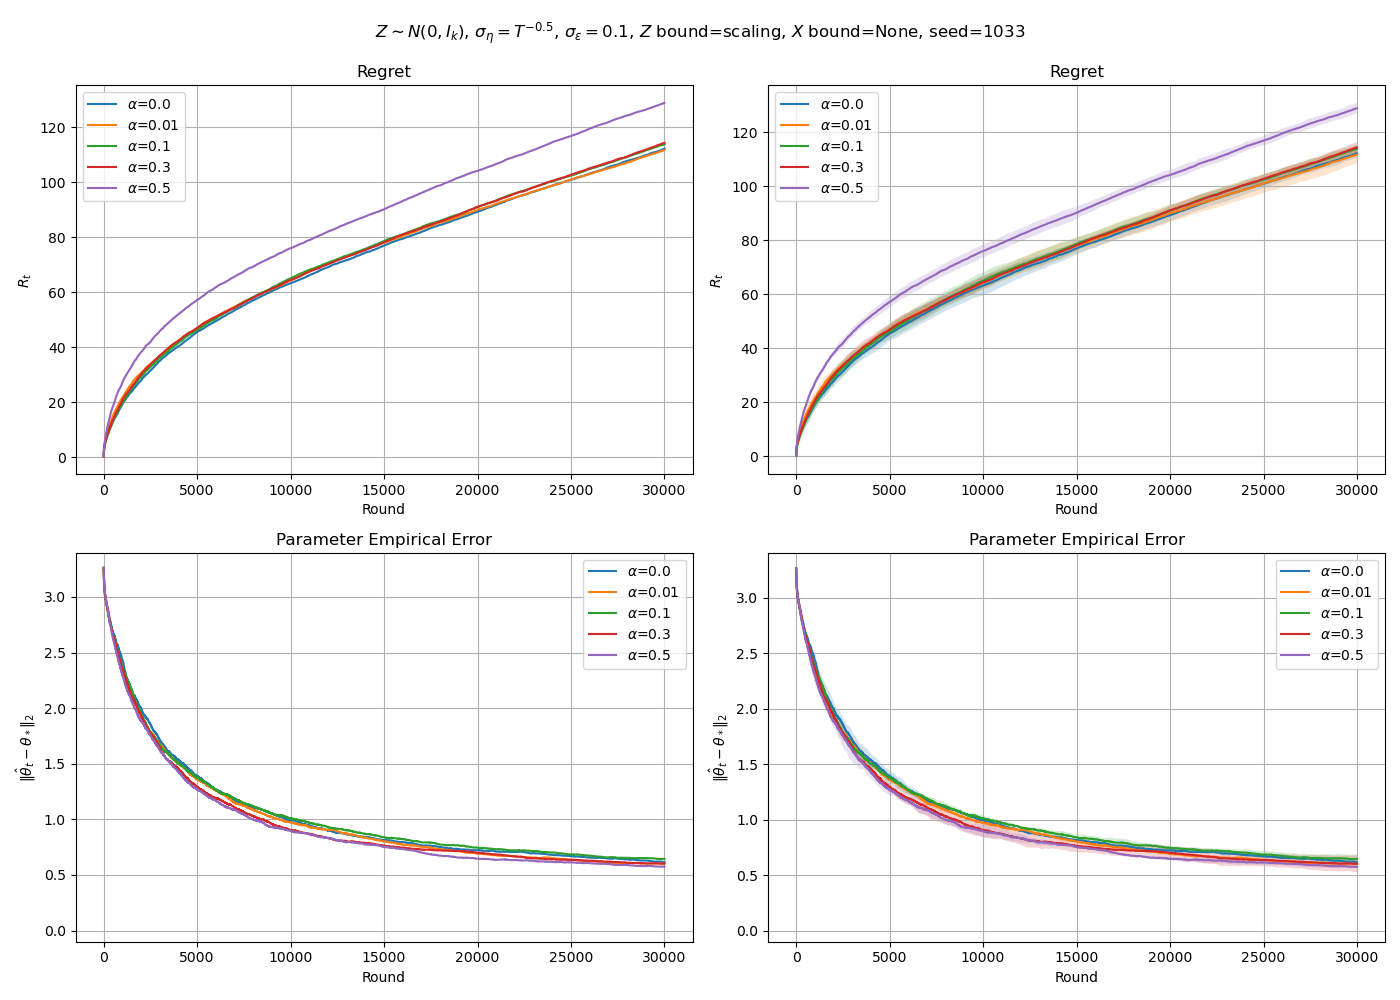 Z ∼ N(0, I_k), σ_η = T^{−0.5}, σ_ε = 0.1, Z bound=scaling, X bound=None, seed=1033
Regret
R_t
120
100
80
60
40
20
0
α=0.0
α=0.01
α=0.1
α=0.3
α=0.5
0 5000 10000 15000 20000 25000 30000
Round
Regret
R_t
120
100
80
60
40
20
0
α=0.0
α=0.01
α=0.1
α=0.3
α=0.5
0 5000 10000 15000 20000 25000 30000
Round
Parameter Empirical Error
‖θ̂_t − θ_*‖_2
3.0
2.5
2.0
1.5
1.0
0.5
0.0
α=0.0
α=0.01
α=0.1
α=0.3
α=0.5
0 5000 10000 15000 20000 25000 30000
Round
Parameter Empirical Error
‖θ̂_t − θ_*‖_2
3.0
2.5
2.0
1.5
1.0
0.5
0.0
α=0.0
α=0.01
α=0.1
α=0.3
α=0.5
0 5000 10000 15000 20000 25000 30000
Round